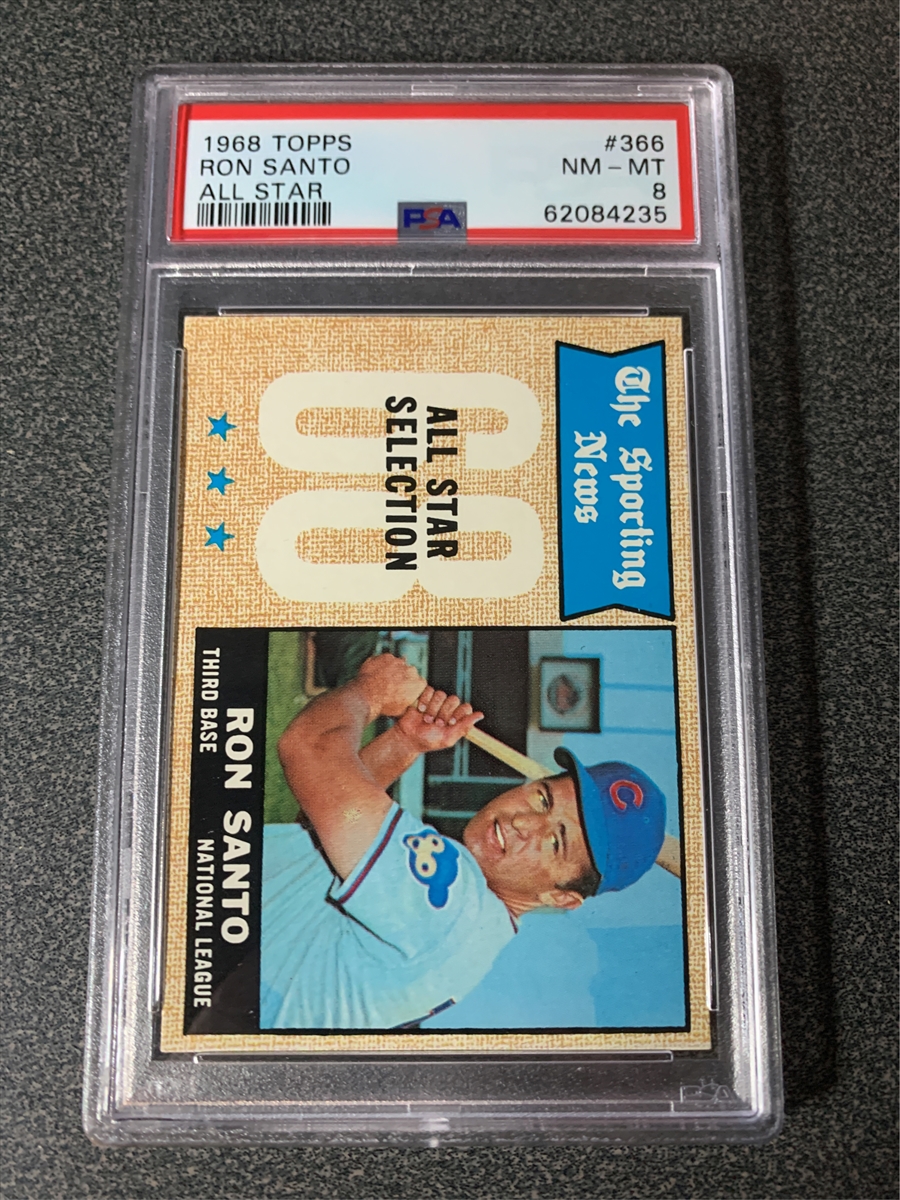 1968 TOPPS
RON SANTO
ALL STAR
#366
NM - MT
8
62084235
PSA
The Sporting
News
68
ALL STAR
SELECTION
RON SANTO
THIRD BASE
NATIONAL LEAGUE
C
PSA